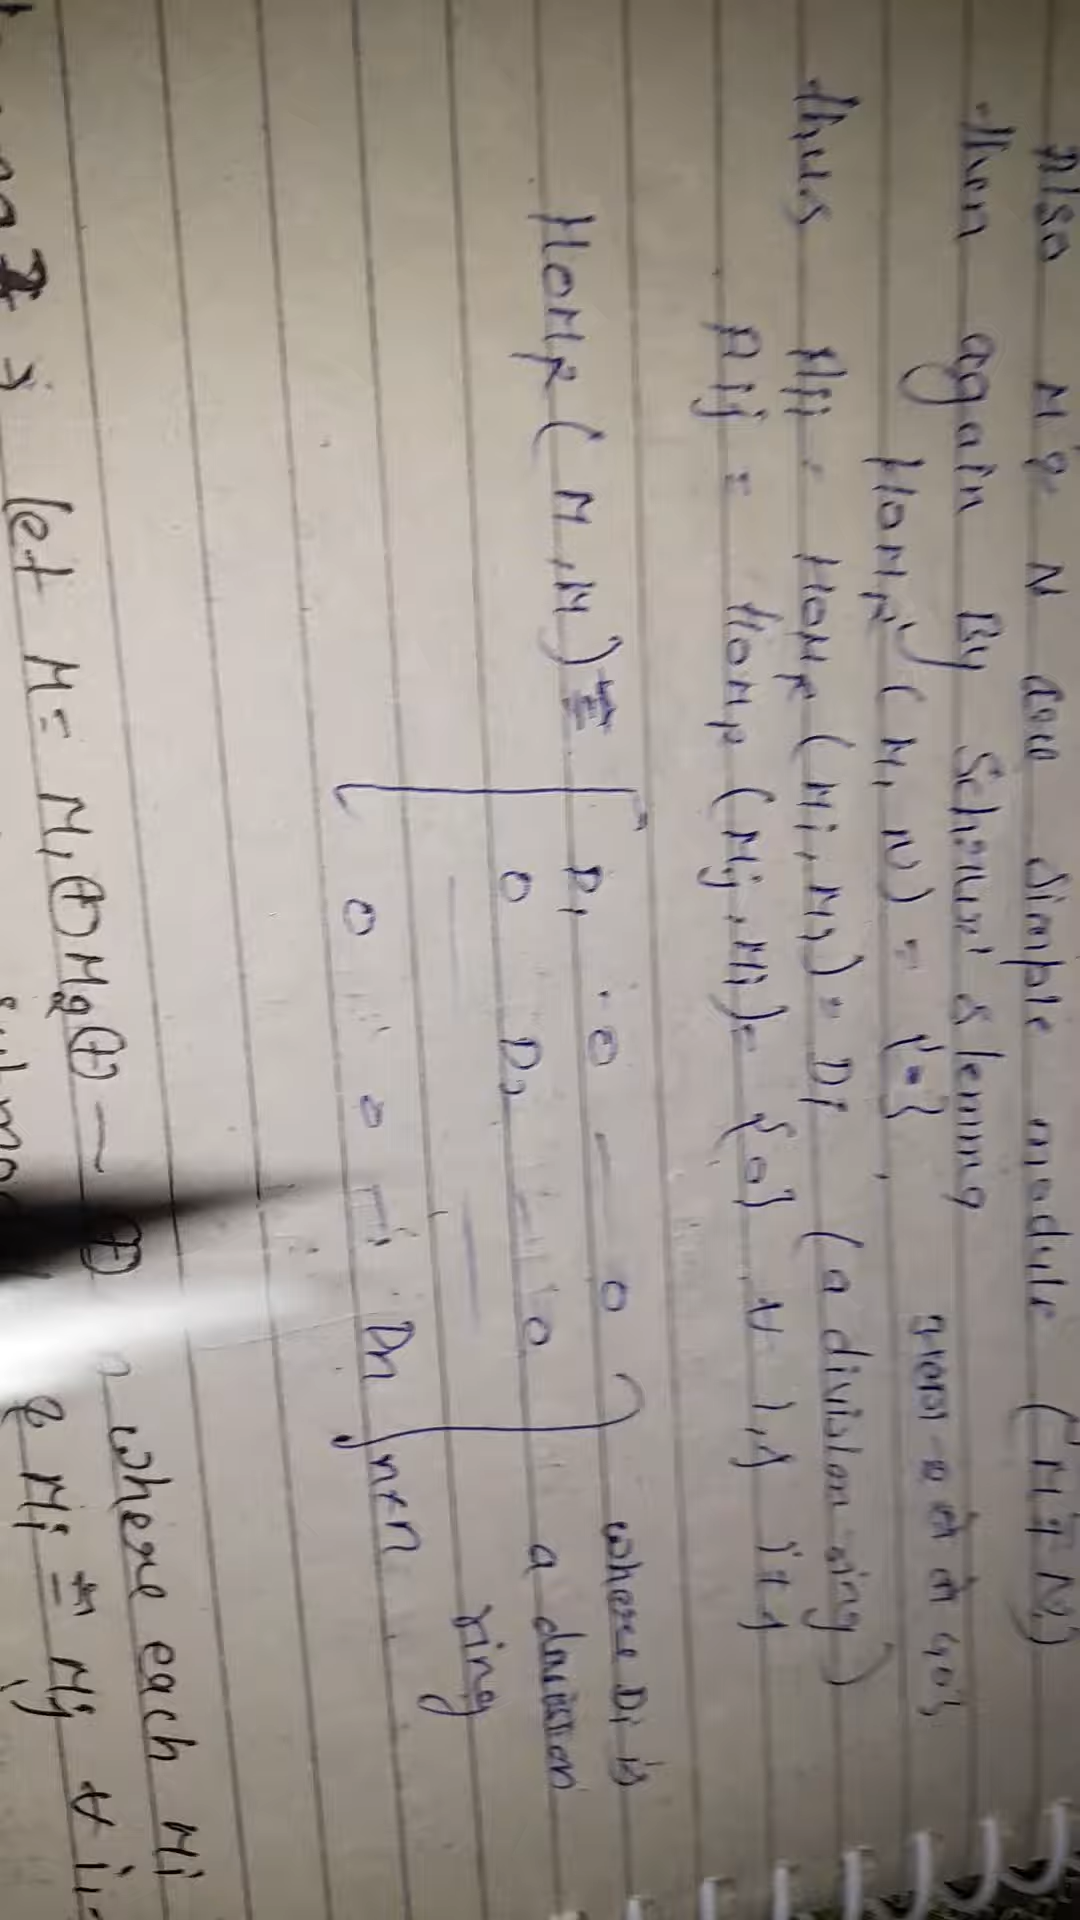 Also M & N are simple module (M ≇ N)
then again By Schour's lemma
HomR (M, N) = {0}
thus Aii = HomR (Mi, Mi) = Di (a division ring)
Aij = HomR (Mj, Mi) = {0} ∀ i, j i≠j
HomR (M, M) ≅
[ D1 0 — 0 ] where Di is
0 D2 - - 0 a division
— — ring
0 0 Dn ]n×n
let M = M1 ⊕ M2 ⊕ — ⊕ where each Mi
& Mi ≅ Mj ∀ i